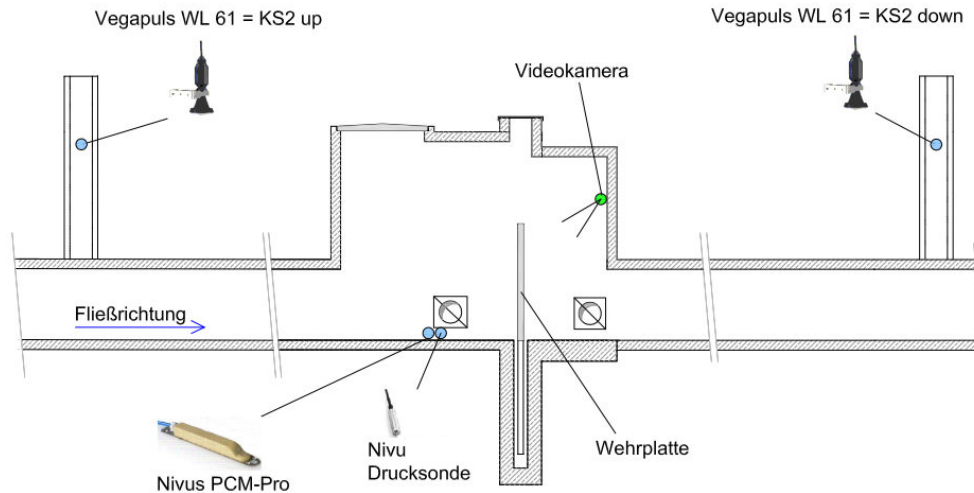 Vegapuls WL 61 = KS2 up
Vegapuls WL 61 = KS2 down
Videokamera
Fließrichtung
Nivu
Drucksonde
Wehrplatte
Nivus PCM-Pro